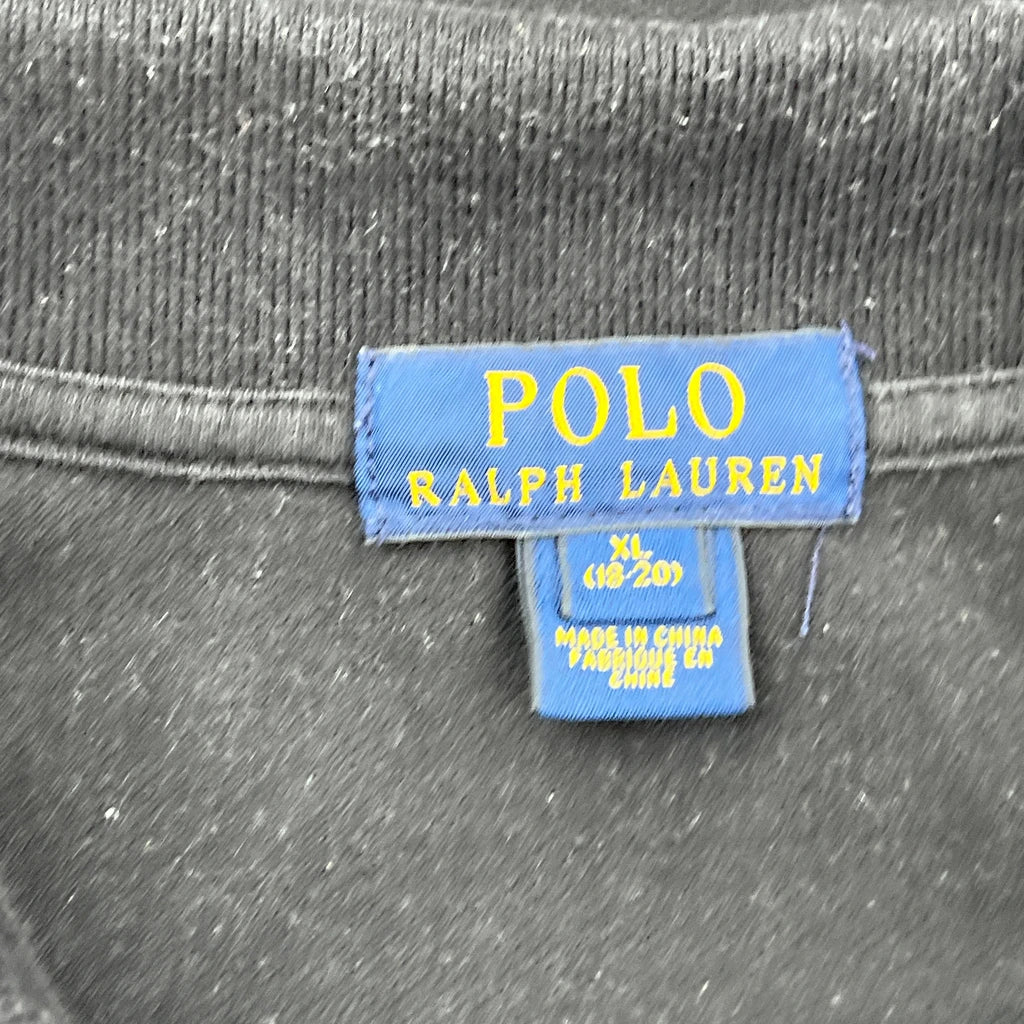 POLO
RALPH LAUREN
XL
(18-20)
MADE IN CHINA
FABRIQUE EN
CHINE